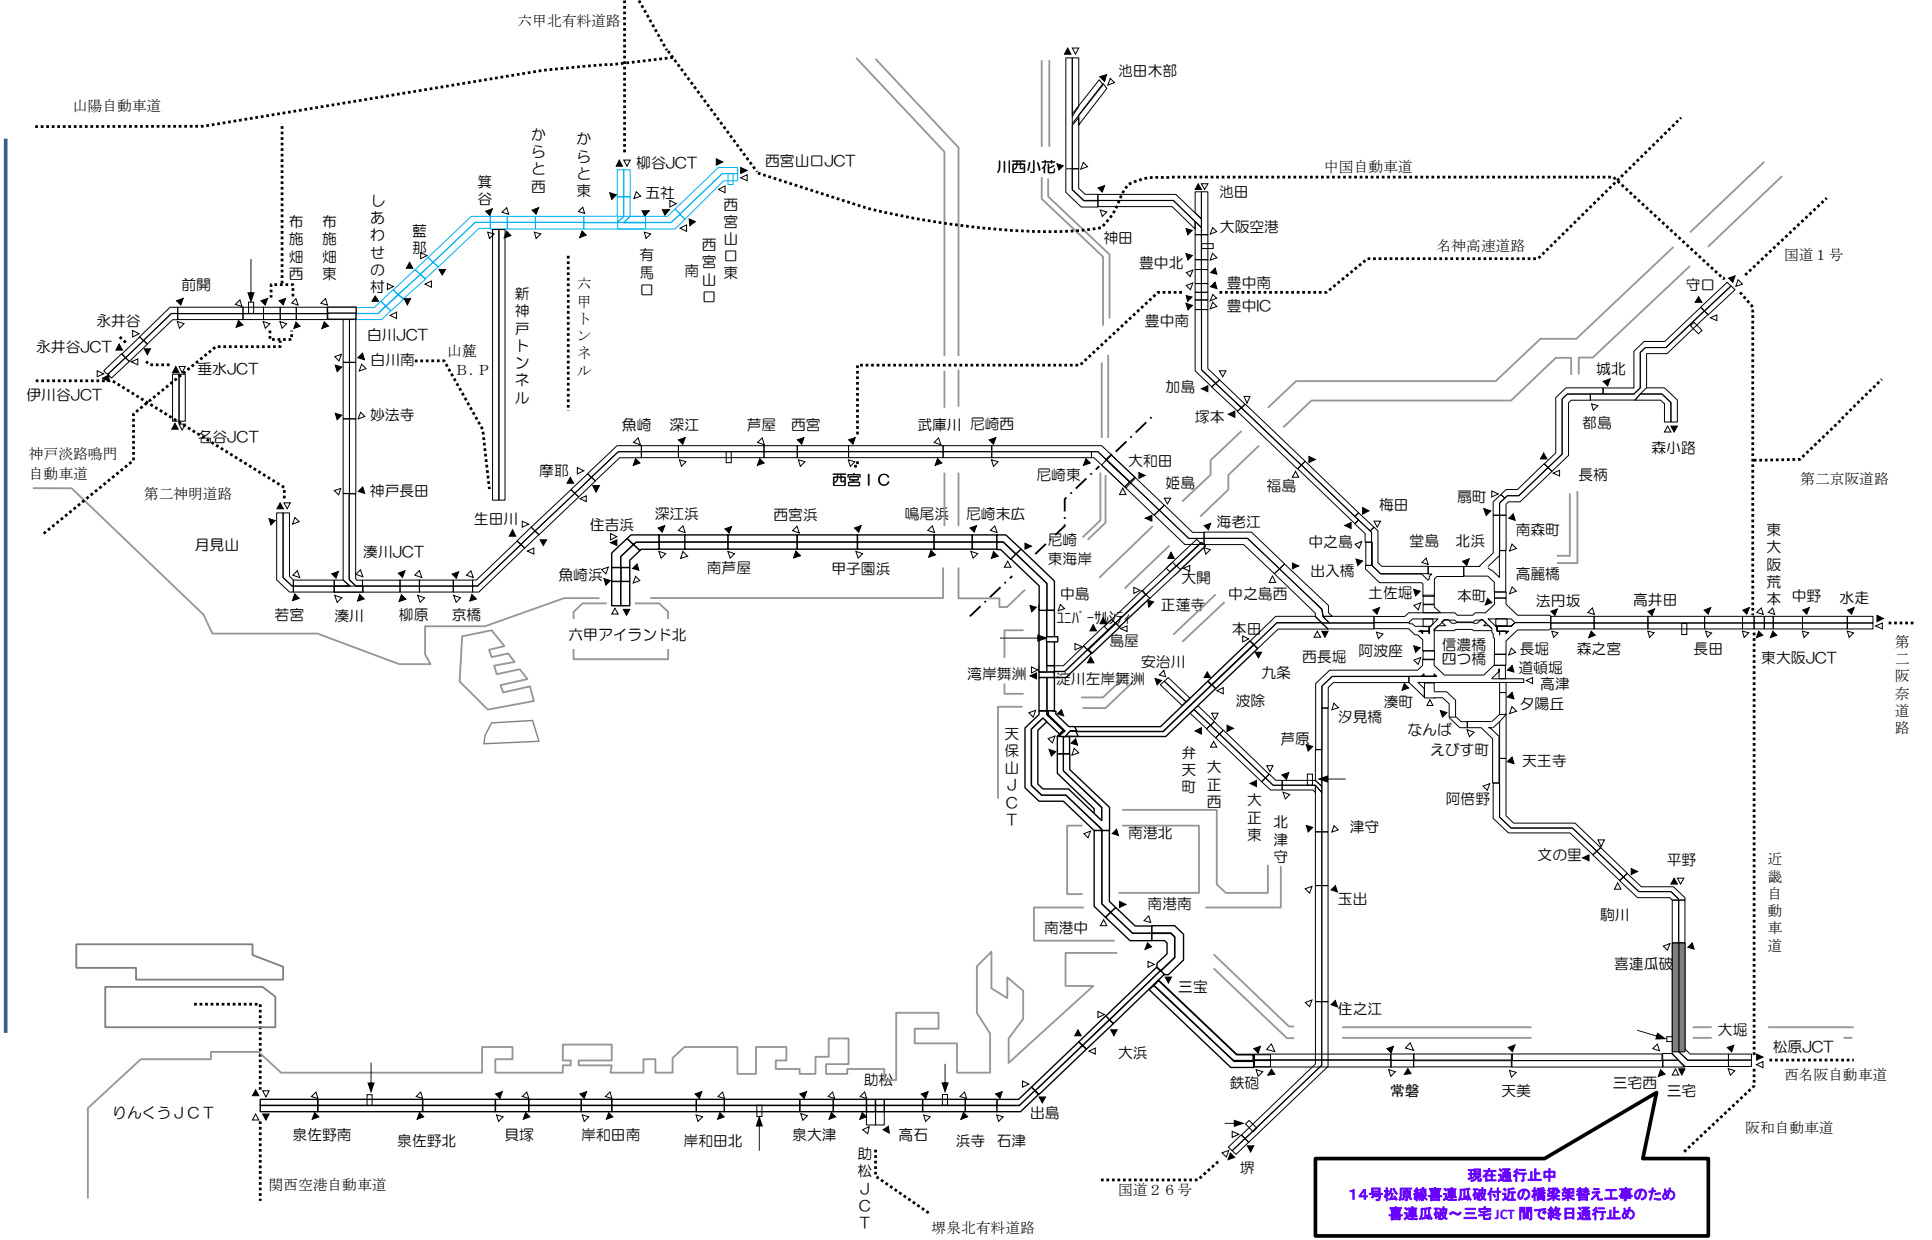 六甲北有料道路
山陽自動車道
池田木部
川西小花
中国自動車道
池田
大阪空港
神田
名神高速道路
国道1号
豊中北
豊中南
豊中IC
豊中南
守口
柳谷JCT
西宮山口JCT
五社
からと西
からと東
箕谷
藍那
しあわせの村
布施畑西
布施畑東
有馬口
西宮山口南
西宮山口東
前開
永井谷
永井谷JCT
伊川谷JCT
垂水JCT
名谷JCT
白川JCT
白川南
山麓
B.P
新神戸トンネル
六甲トンネル
妙法寺
神戸長田
神戸淡路鳴門
自動車道
第二神明道路
月見山
湊川JCT
若宮
湊川
柳原
京橋
生田川
摩耶
魚崎
深江
芦屋
西宮
西宮IC
武庫川
尼崎西
尼崎東
大和田
姫島
海老江
加島
塚本
福島
梅田
中之島
出入橋
堂島
北浜
城北
都島
森小路
長柄
扇町
南森町
高麗橋
第二京阪道路
東大阪荒本
住吉浜
深江浜
西宮浜
鳴尾浜
尼崎末広
尼崎
東海岸
魚崎浜
南芦屋
甲子園浜
六甲アイランド北
中島
ユニバーサルシティ
大開
正蓮寺
島屋
中之島西
湾岸舞洲
淀川左岸舞洲
安治川
本田
九条
波除
西長堀
阿波座
土佐堀
本町
信濃橋
四つ橋
法円坂
高井田
中野
水走
森之宮
長田
東大阪JCT
第二阪奈道路
長堀
道頓堀
高津
夕陽丘
湊町
なんば
えびす町
天王寺
阿倍野
汐見橋
芦原
弁天町
大正西
大正東
北津守
天保山JCT
南港北
南港中
南港南
三宝
津守
玉出
住之江
文の里
駒川
平野
喜連瓜破
近畿自動車道
大堀
松原JCT
西名阪自動車道
三宅西
三宅
天美
常磐
鉄砲
堺
大浜
出島
りんくうJCT
泉佐野南
泉佐野北
貝塚
岸和田南
岸和田北
泉大津
助松
高石
浜寺
石津
助松JCT
関西空港自動車道
堺泉北有料道路
国道26号
阪和自動車道
現在通行止中
14号松原線喜連瓜破付近の橋梁架替え工事のため
喜連瓜破～三宅JCT間で終日通行止め